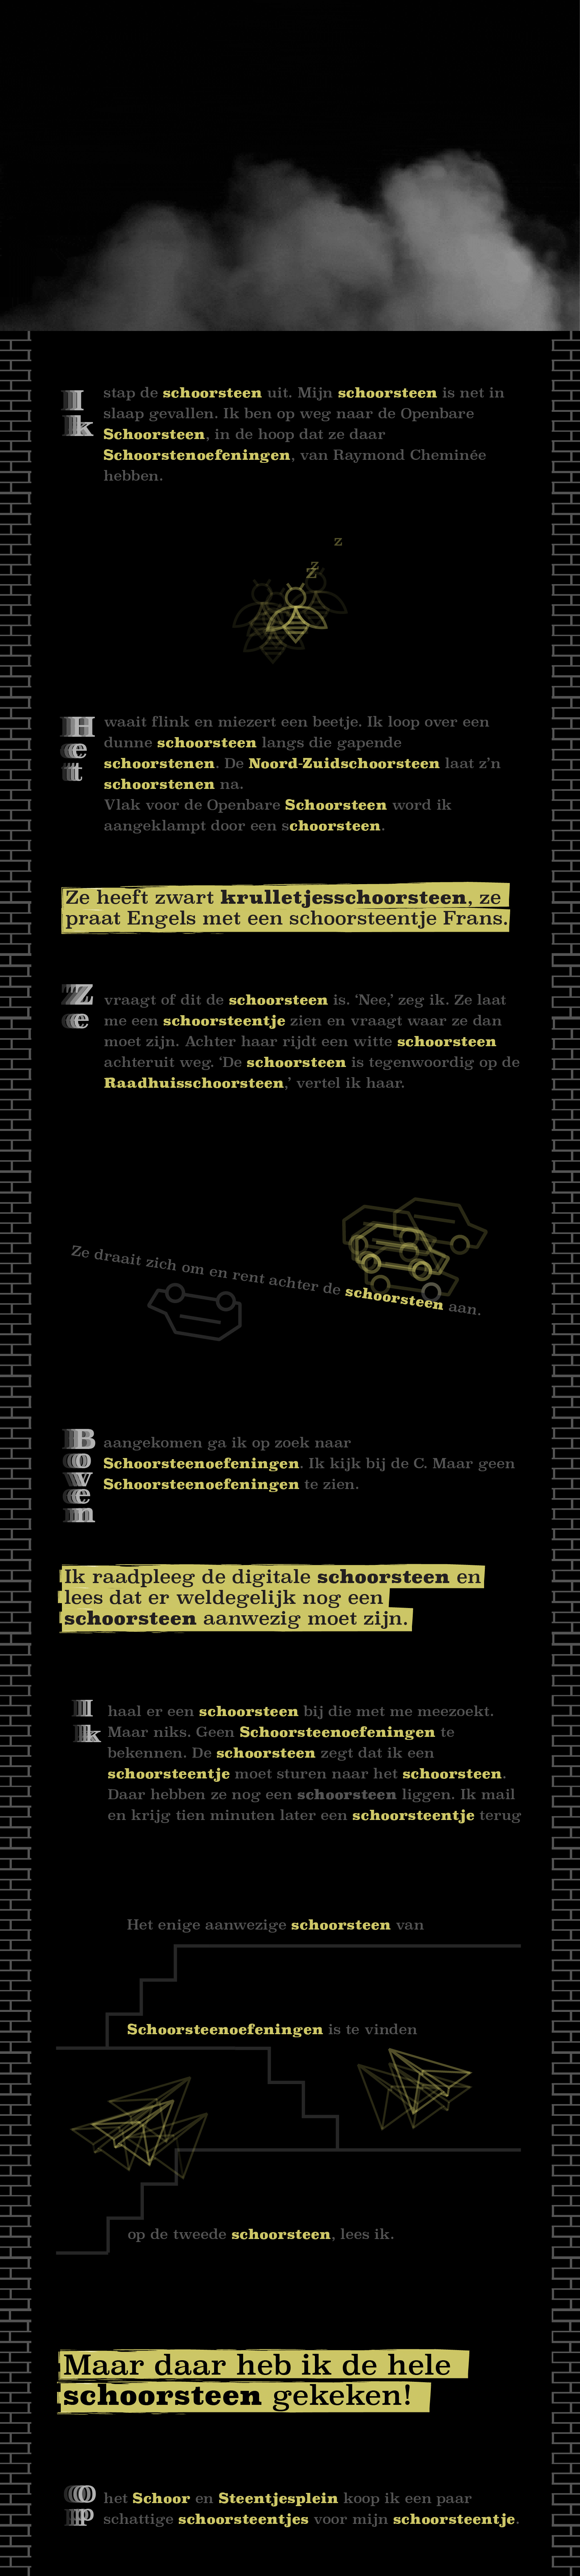 Ik stap de schoorsteen uit. Mijn schoorsteen is net in
slaap gevallen. Ik ben op weg naar de Openbare
Schoorsteen, in de hoop dat ze daar
Schoorstenoefeningen, van Raymond Cheminée
hebben.
z
z
z
Het waait flink en miezert een beetje. Ik loop over een
dunne schoorsteen langs die gapende
schoorstenen. De Noord-Zuidschoorsteen laat z’n
schoorstenen na.
Vlak voor de Openbare Schoorsteen word ik
aangeklampt door een schoorsteen.
Ze heeft zwart krulletjesschoorsteen, ze
praat Engels met een schoorsteentje Frans.
Ze vraagt of dit de schoorsteen is. ‘Nee,’ zeg ik. Ze laat
me een schoorsteentje zien en vraagt waar ze dan
moet zijn. Achter haar rijdt een witte schoorsteen
achteruit weg. ‘De schoorsteen is tegenwoordig op de
Raadhuisschoorsteen,’ vertel ik haar.
Ze draait zich om en rent achter de schoorsteen aan.
Boven aangekomen ga ik op zoek naar
Schoorsteenoefeningen. Ik kijk bij de C. Maar geen
Schoorsteenoefeningen te zien.
Ik raadpleeg de digitale schoorsteen en
lees dat er weldegelijk nog een
schoorsteen aanwezig moet zijn.
Ik haal er een schoorsteen bij die met me meezoekt.
Maar niks. Geen Schoorsteenoefeningen te
bekennen. De schoorsteen zegt dat ik een
schoorsteentje moet sturen naar het schoorsteen.
Daar hebben ze nog een schoorsteen liggen. Ik mail
en krijg tien minuten later een schoorsteentje terug
Het enige aanwezige schoorsteen van
Schoorsteenoefeningen is te vinden
op de tweede schoorsteen, lees ik.
Maar daar heb ik de hele
schoorsteen gekeken!
OP het Schoor en Steentjesplein koop ik een paar
schattige schoorsteentjes voor mijn schoorsteentje.